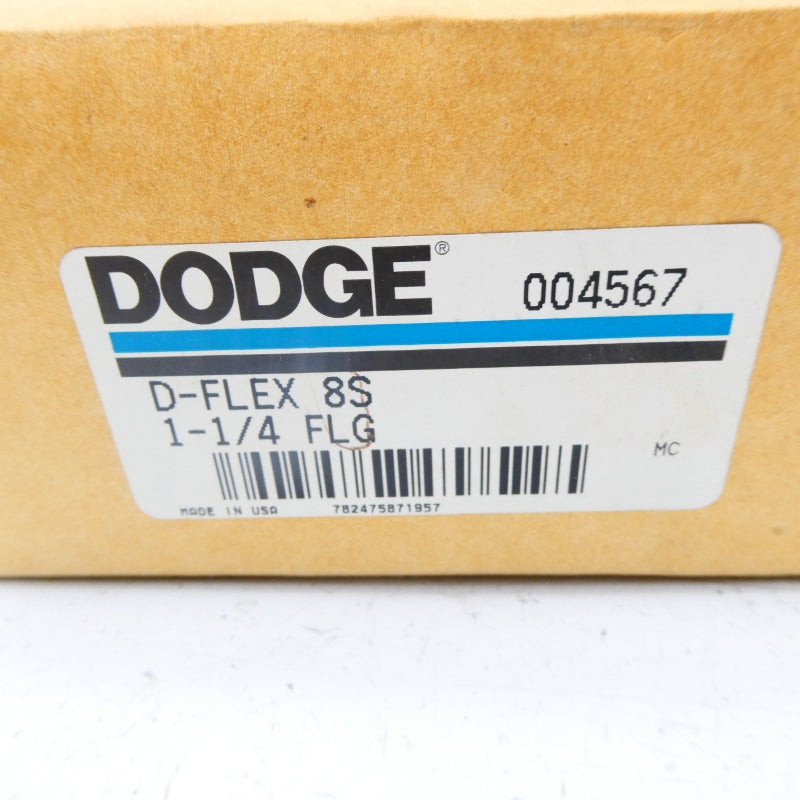 DODGE® 004567
D-FLEX 8S
1-1/4 FLG
MC
MADE IN USA 782475871957